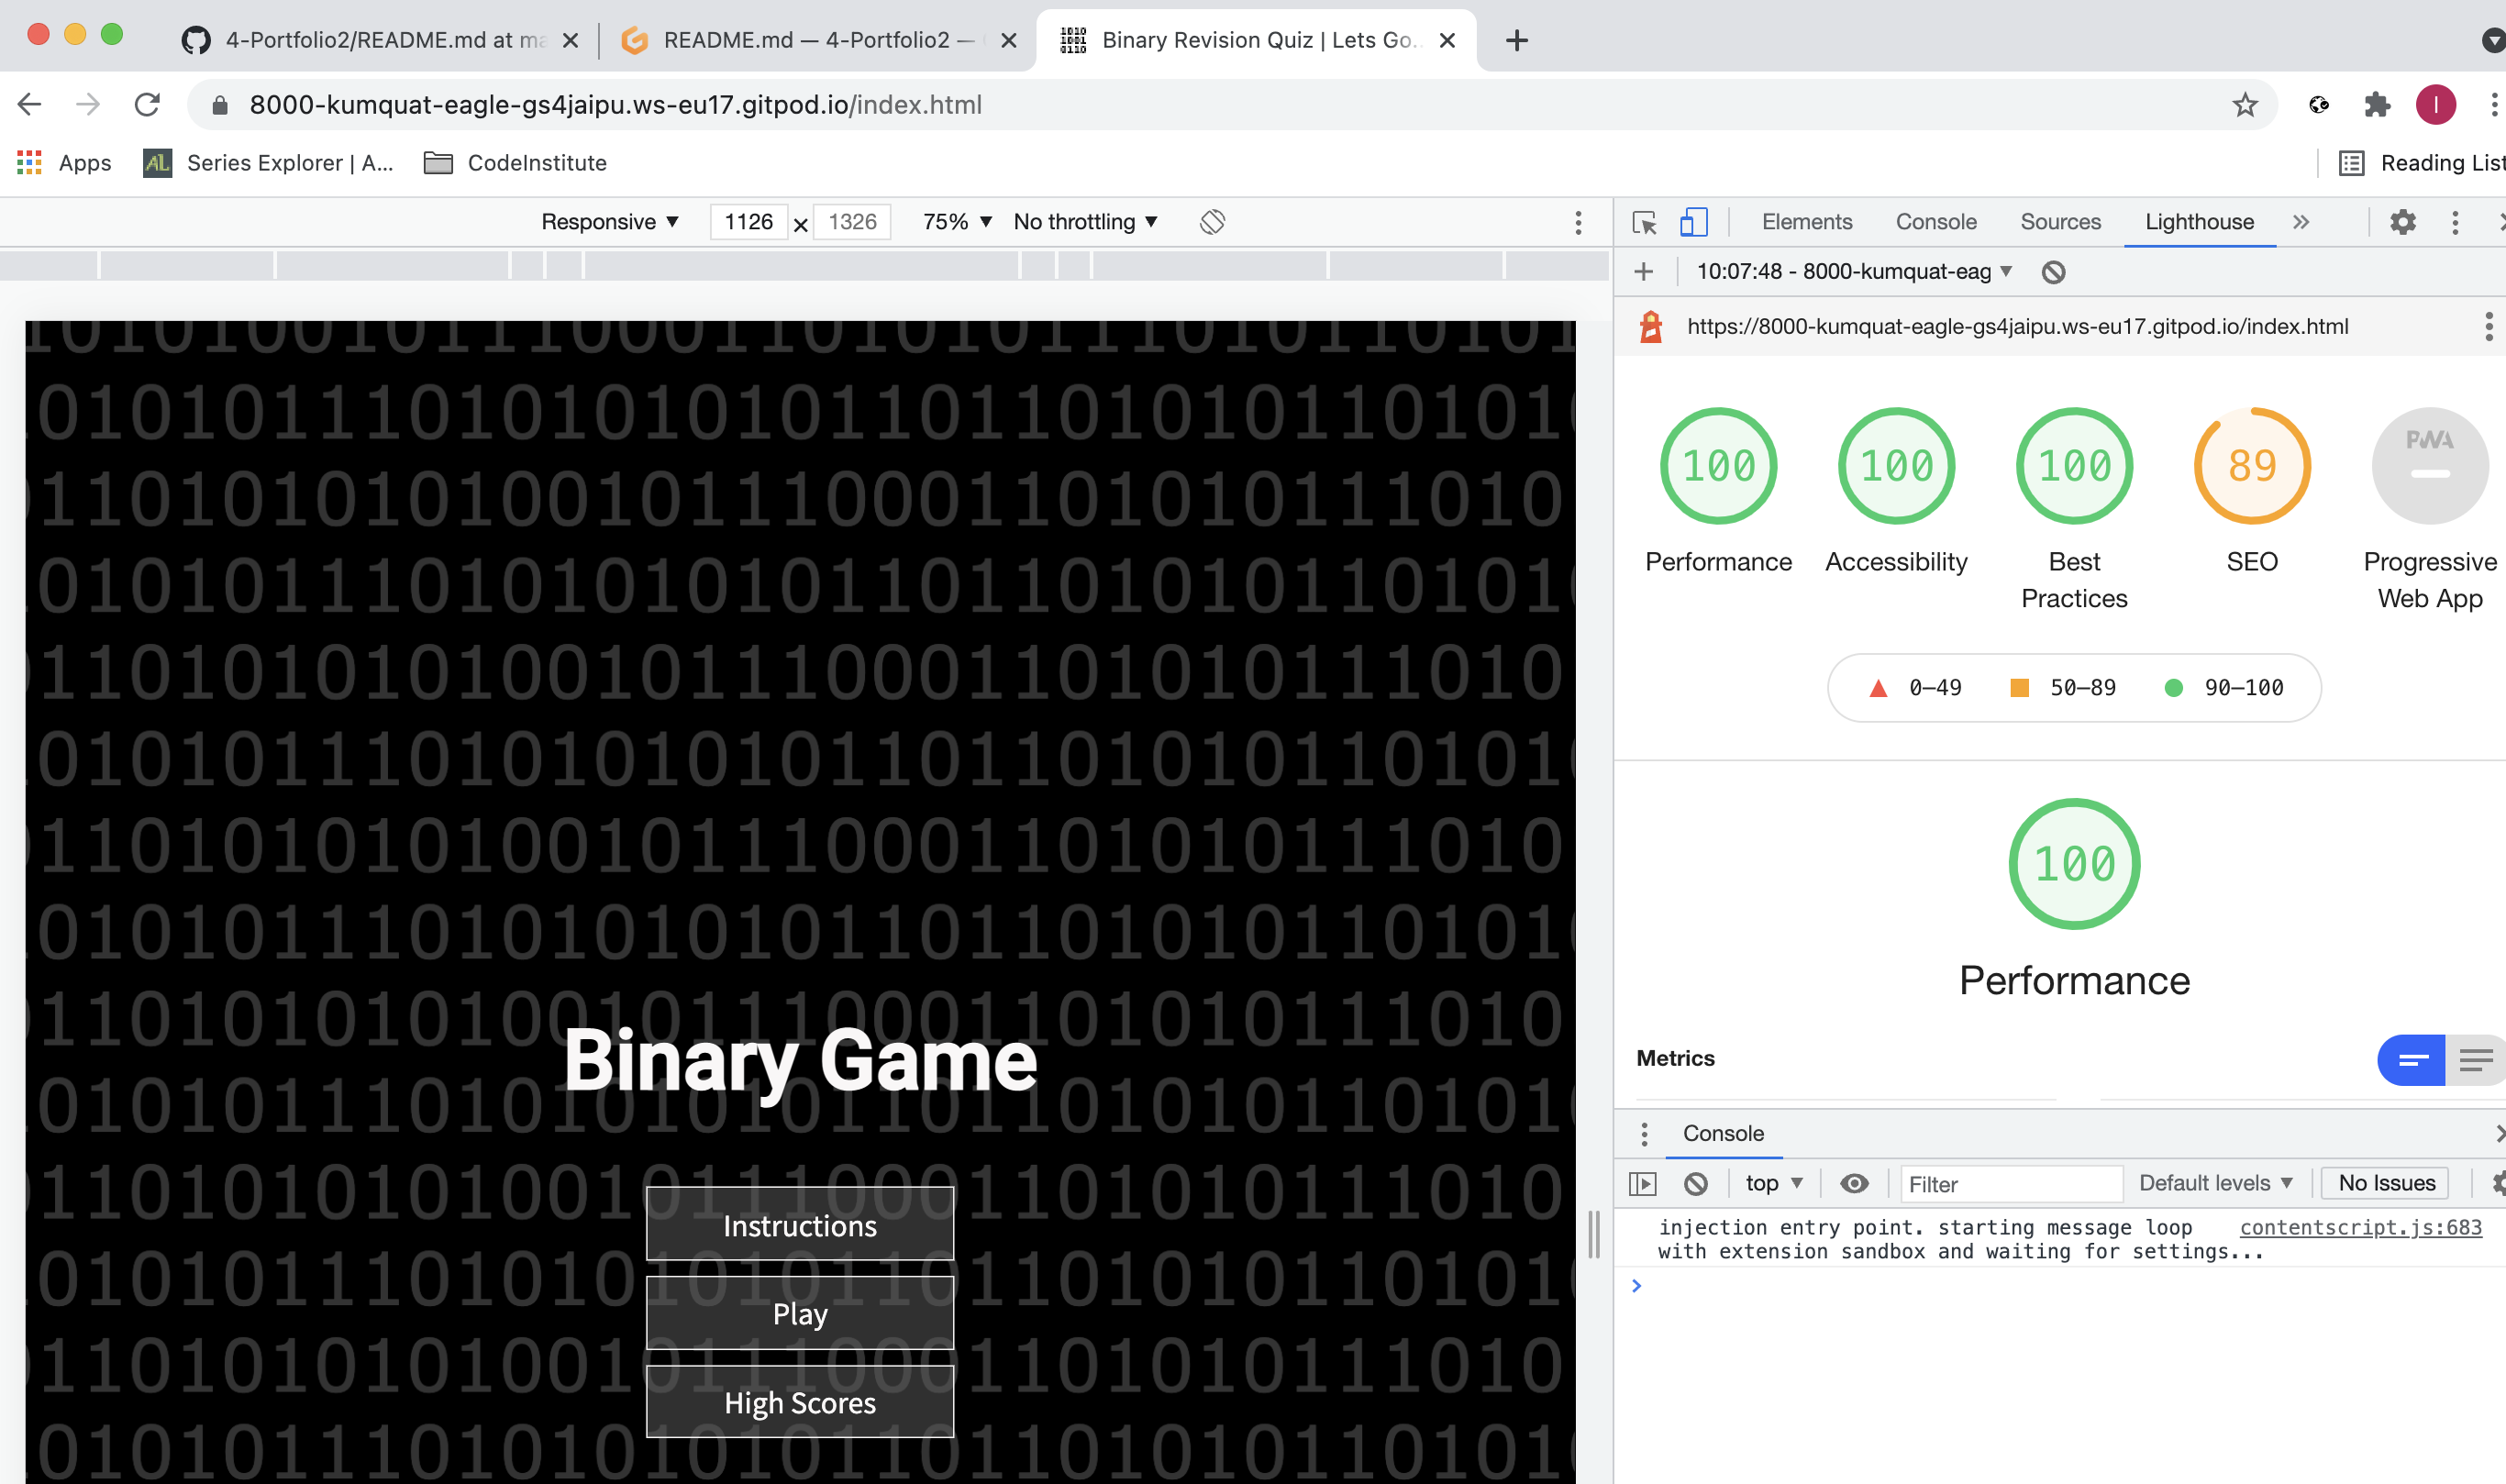 4-Portfolio2/README.md at ma
README.md — 4-Portfolio2 —
Binary Revision Quiz | Lets Go..
8000-kumquat-eagle-gs4jaipu.ws-eu17.gitpod.io/index.html
I
Apps
AL
Series Explorer | A...
CodeInstitute
Reading List
Responsive ▼
1126 × 1326
75% ▼
No throttling ▼
Elements
Console
Sources
Lighthouse
10:07:48 - 8000-kumquat-eag ▼
https://8000-kumquat-eagle-gs4jaipu.ws-eu17.gitpod.io/index.html
100
100
100
89
PWA
Performance
Accessibility
Best
Practices
SEO
Progressive
Web App
0–49
50–89
90–100
100
Performance
Metrics
Binary Game
Instructions
Play
High Scores
Console
top ▼
Filter
Default levels ▼
No Issues
injection entry point. starting message loop
with extension sandbox and waiting for settings...
contentscript.js:683